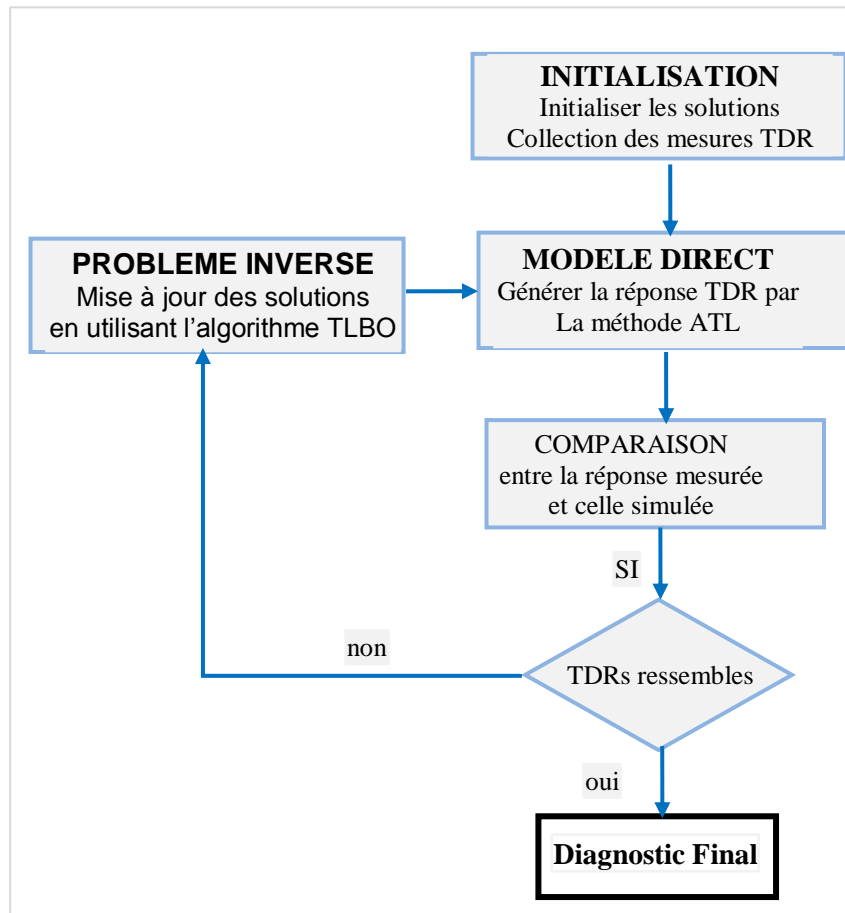 INITIALISATION
Initialiser les solutions
Collection des mesures TDR
PROBLEME INVERSE
Mise à jour des solutions
en utilisant l'algorithme TLBO
MODELE DIRECT
Générer la réponse TDR par
La méthode ATL
COMPARAISON
entre la réponse mesurée
et celle simulée
SI
non
TDRs ressembles
oui
Diagnostic Final